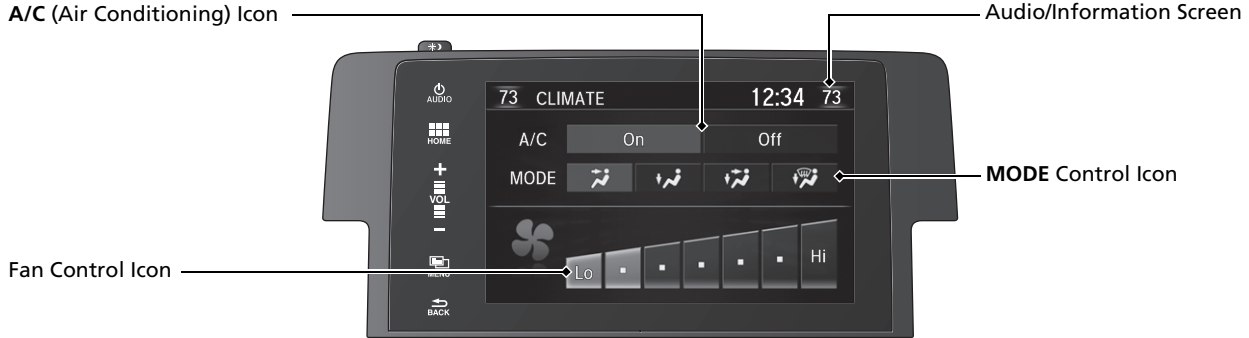 A/C (Air Conditioning) Icon
Audio/Information Screen
AUDIO
73 CLIMATE 12:34 73
HOME
A/C On Off
MODE
MODE Control Icon
+
VOL
-
Fan Control Icon
Lo Hi
MENU
BACK